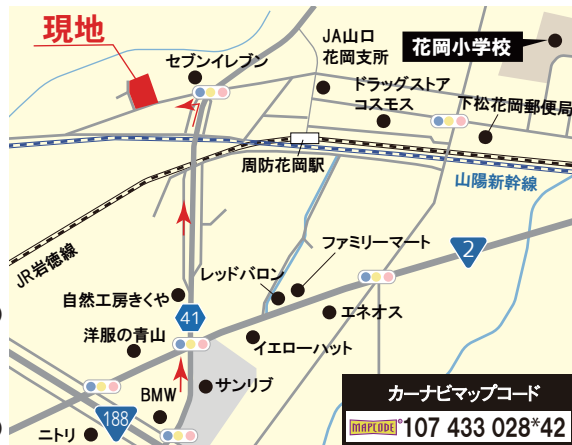 現地
セブンイレブン
JA山口
花岡支所
花岡小学校
ドラッグストア
コスモス
下松花岡郵便局
周防花岡駅
山陽新幹線
JR岩徳線
ファミリーマート
2
レッドバロン
自然工房きくや
41
エネオス
洋服の青山
イエローハット
BMW
サンリブ
188
ニトリ
カーナビマップコード
MAPCODE 107 433 028*42